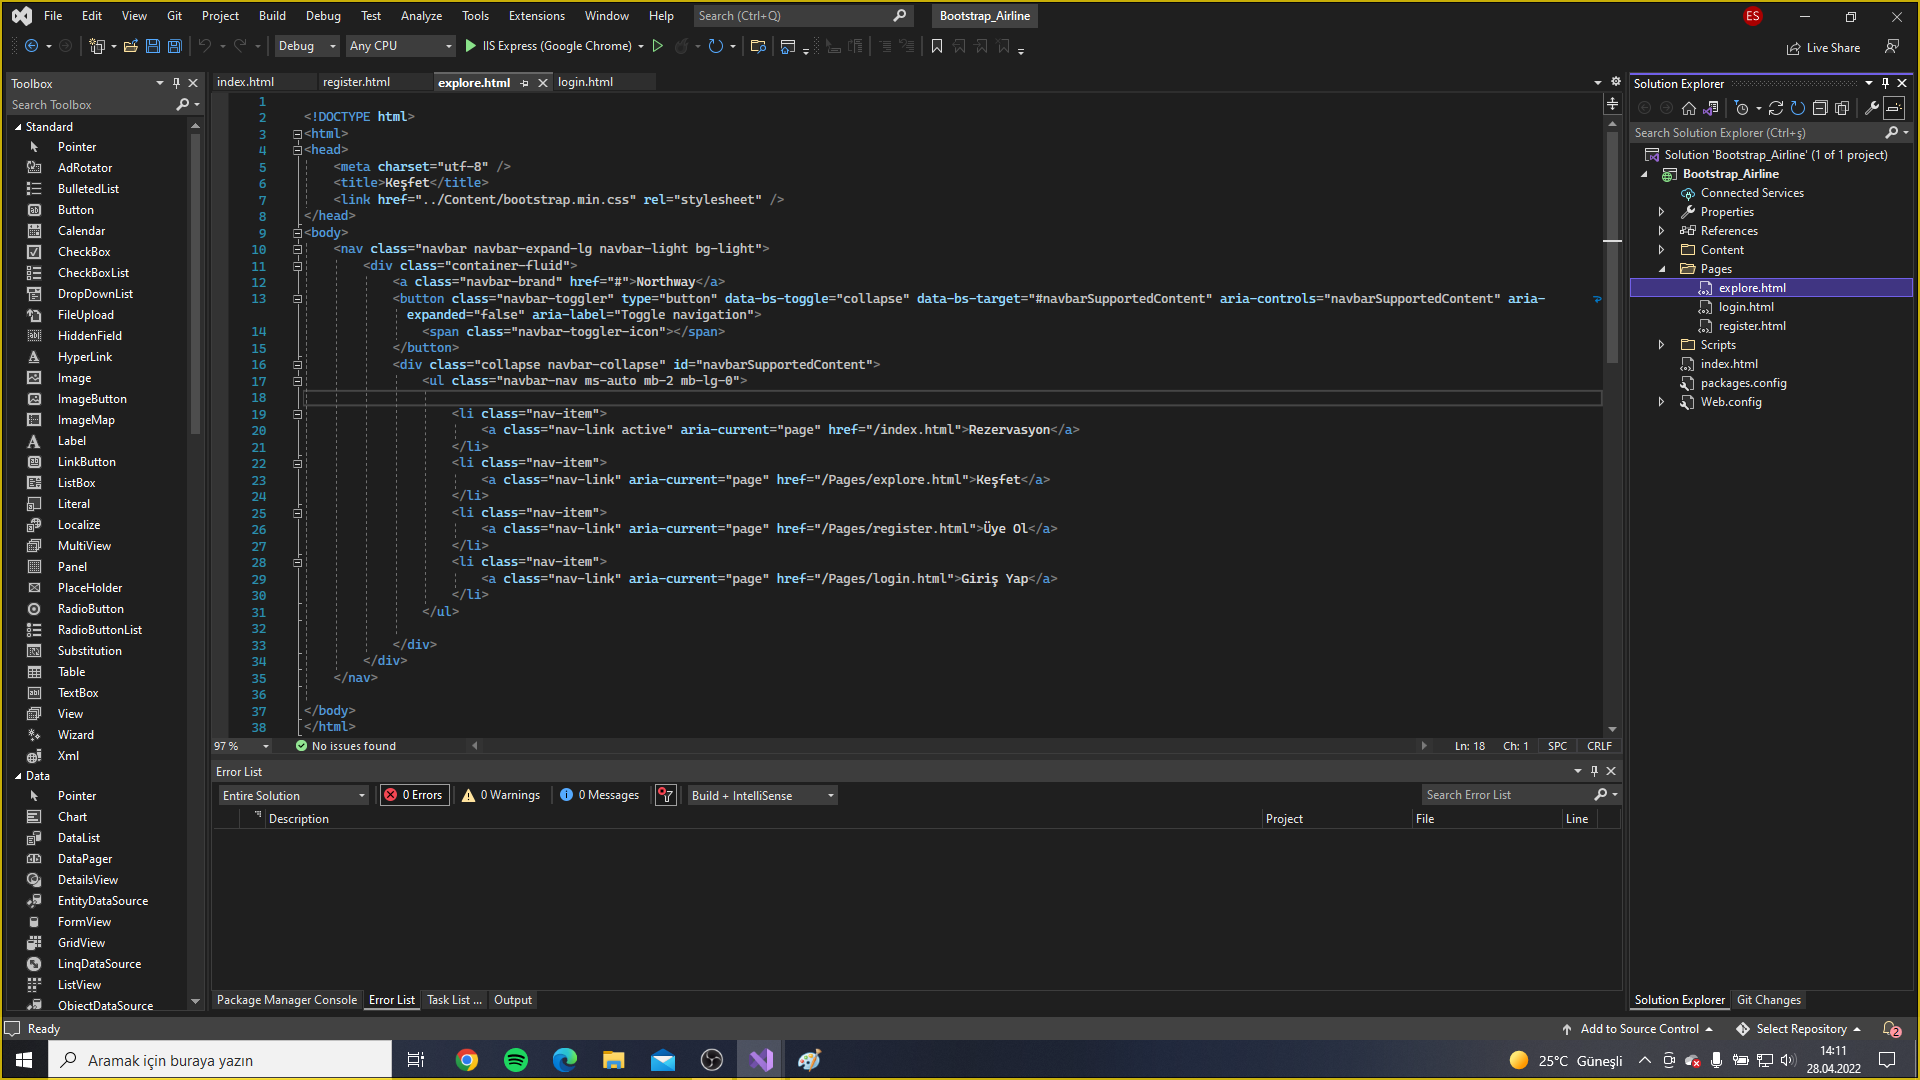 File Edit View Git Project Build Debug Test Analyze Tools Extensions Window Help Search (Ctrl+Q) Bootstrap_Airline ES
Debug Any CPU IIS Express (Google Chrome) Live Share
Toolbox
Search Toolbox
Standard
Pointer
AdRotator
BulletedList
Button
Calendar
CheckBox
CheckBoxList
DropDownList
FileUpload
HiddenField
HyperLink
Image
ImageButton
ImageMap
Label
LinkButton
ListBox
Literal
Localize
MultiView
Panel
PlaceHolder
RadioButton
RadioButtonList
Substitution
Table
TextBox
View
Wizard
Xml
Data
Pointer
Chart
DataList
DataPager
DetailsView
EntityDataSource
FormView
GridView
LinqDataSource
ListView
ObjectDataSource
index.html register.html explore.html login.html
1
2 <!DOCTYPE html>
3 <html>
4 <head>
5 <meta charset="utf-8" />
6 <title>Keşfet</title>
7 <link href="../Content/bootstrap.min.css" rel="stylesheet" />
8 </head>
9 <body>
10 <nav class="navbar navbar-expand-lg navbar-light bg-light">
11 <div class="container-fluid">
12 <a class="navbar-brand" href="#">Northway</a>
13 <button class="navbar-toggler" type="button" data-bs-toggle="collapse" data-bs-target="#navbarSupportedContent" aria-controls="navbarSupportedContent" aria-
expanded="false" aria-label="Toggle navigation">
14 <span class="navbar-toggler-icon"></span>
15 </button>
16 <div class="collapse navbar-collapse" id="navbarSupportedContent">
17 <ul class="navbar-nav ms-auto mb-2 mb-lg-0">
18
19 <li class="nav-item">
20 <a class="nav-link active" aria-current="page" href="/index.html">Rezervasyon</a>
21 </li>
22 <li class="nav-item">
23 <a class="nav-link" aria-current="page" href="/Pages/explore.html">Keşfet</a>
24 </li>
25 <li class="nav-item">
26 <a class="nav-link" aria-current="page" href="/Pages/register.html">Üye Ol</a>
27 </li>
28 <li class="nav-item">
29 <a class="nav-link" aria-current="page" href="/Pages/login.html">Giriş Yap</a>
30 </li>
31 </ul>
32
33 </div>
34 </div>
35 </nav>
36
37 </body>
38 </html>
97 % No issues found Ln: 18 Ch: 1 SPC CRLF
Error List
Entire Solution 0 Errors 0 Warnings 0 Messages Build + IntelliSense Search Error List
Description Project File Line
Package Manager Console Error List Task List ... Output
Solution Explorer
Search Solution Explorer (Ctrl+ş)
Solution 'Bootstrap_Airline' (1 of 1 project)
Bootstrap_Airline
Connected Services
Properties
References
Content
Pages
explore.html
login.html
register.html
Scripts
index.html
packages.config
Web.config
Solution Explorer Git Changes
Ready Add to Source Control Select Repository 2
Aramak için buraya yazın 25°C Güneşli 14:11
28.04.2022